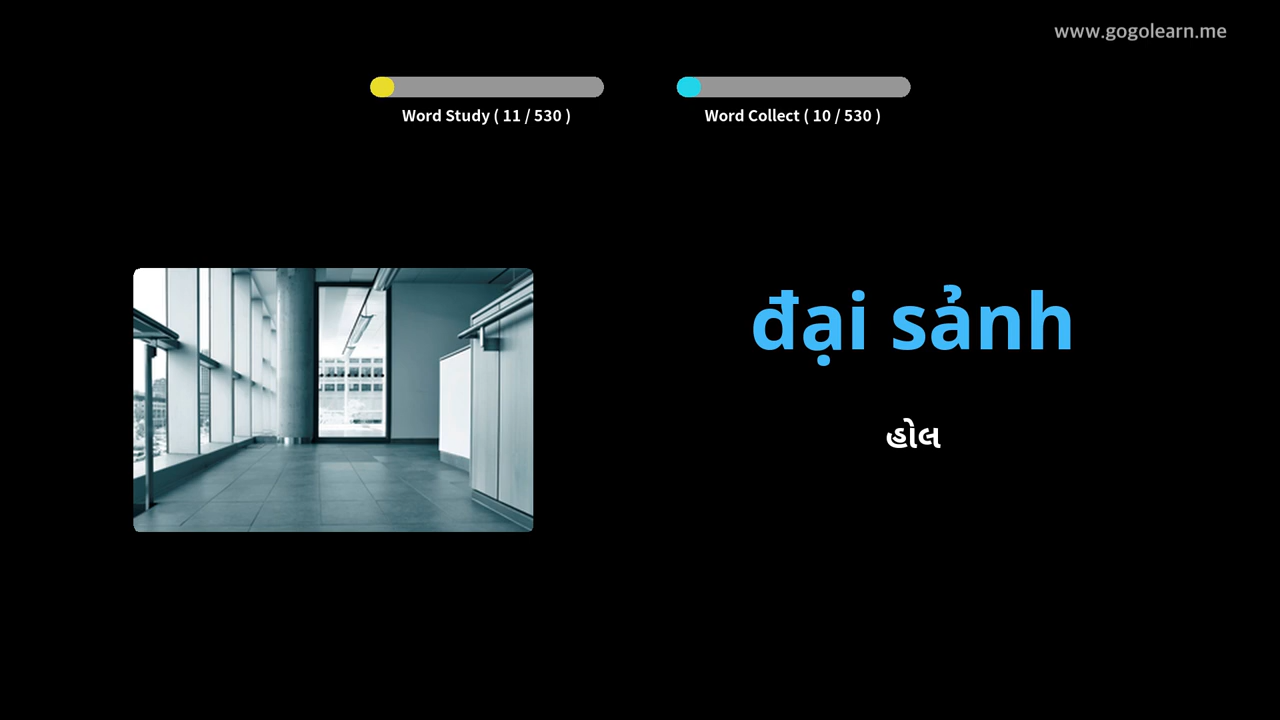 www.gogolearn.me
Word Study ( 11 / 530 )
Word Collect ( 10 / 530 )
đại sảnh
હોલ